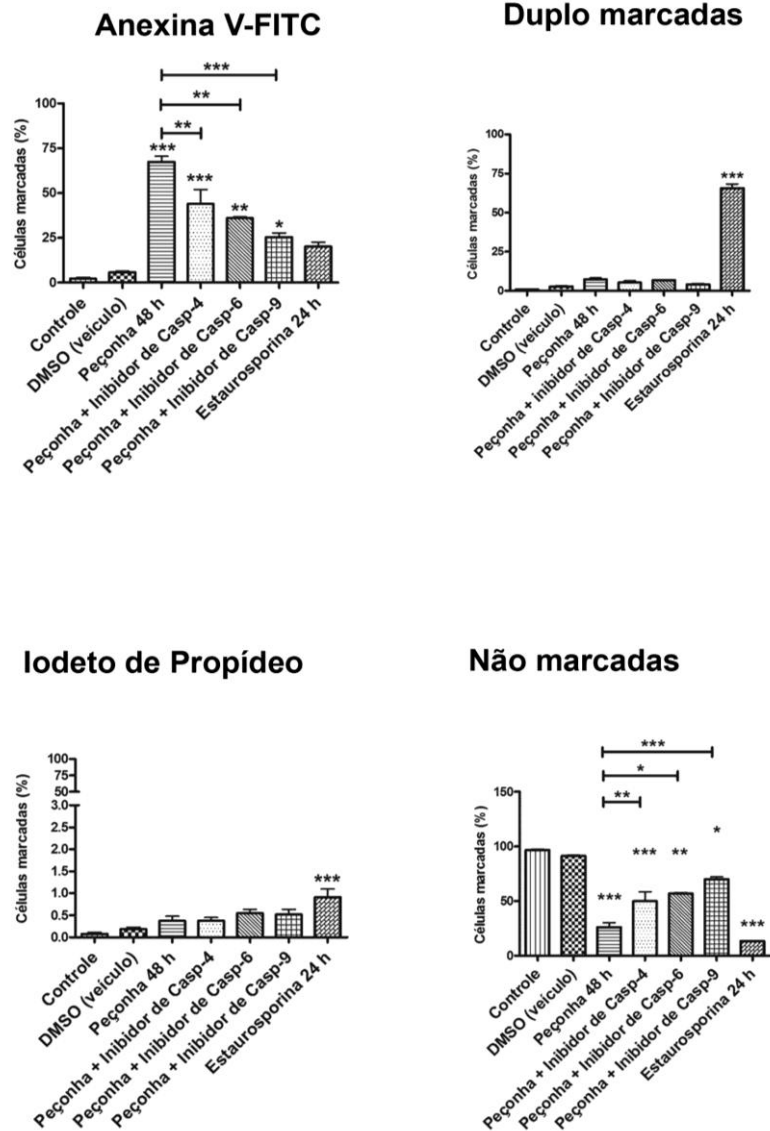 Anexina V-FITC
***
**
**
***
***
**
*
Células marcadas (%)
100
75
50
25
0
Controle
DMSO (veículo)
Peçonha 48 h
Peçonha + Inibidor de Casp-4
Peçonha + Inibidor de Casp-6
Peçonha + Inibidor de Casp-9
Estaurosporina 24 h
Duplo marcadas
***
Células marcadas (%)
100
75
50
25
0
Controle
DMSO (veículo)
Peçonha 48 h
Peçonha + inibidor de Casp-4
Peçonha + Inibidor de Casp-6
Peçonha + Inibidor de Casp-9
Estaurosporina 24 h
Iodeto de Propídeo
***
Células marcadas (%)
100
75
50
3.0
2.5
2.0
1.5
1.0
0.5
0.0
Controle
DMSO (veículo)
Peçonha 48 h
Peçonha + Inibidor de Casp-4
Peçonha + Inibidor de Casp-6
Peçonha + Inibidor de Casp-9
Estaurosporina 24 h
Não marcadas
***
*
**
***
***
**
*
***
Células marcadas (%)
150
100
50
0
Controle
DMSO (veículo)
Peçonha 48 h
Peçonha + Inibidor de Casp-4
Peçonha + Inibidor de Casp-6
Peçonha + Inibidor de Casp-9
Estaurosporina 24 h